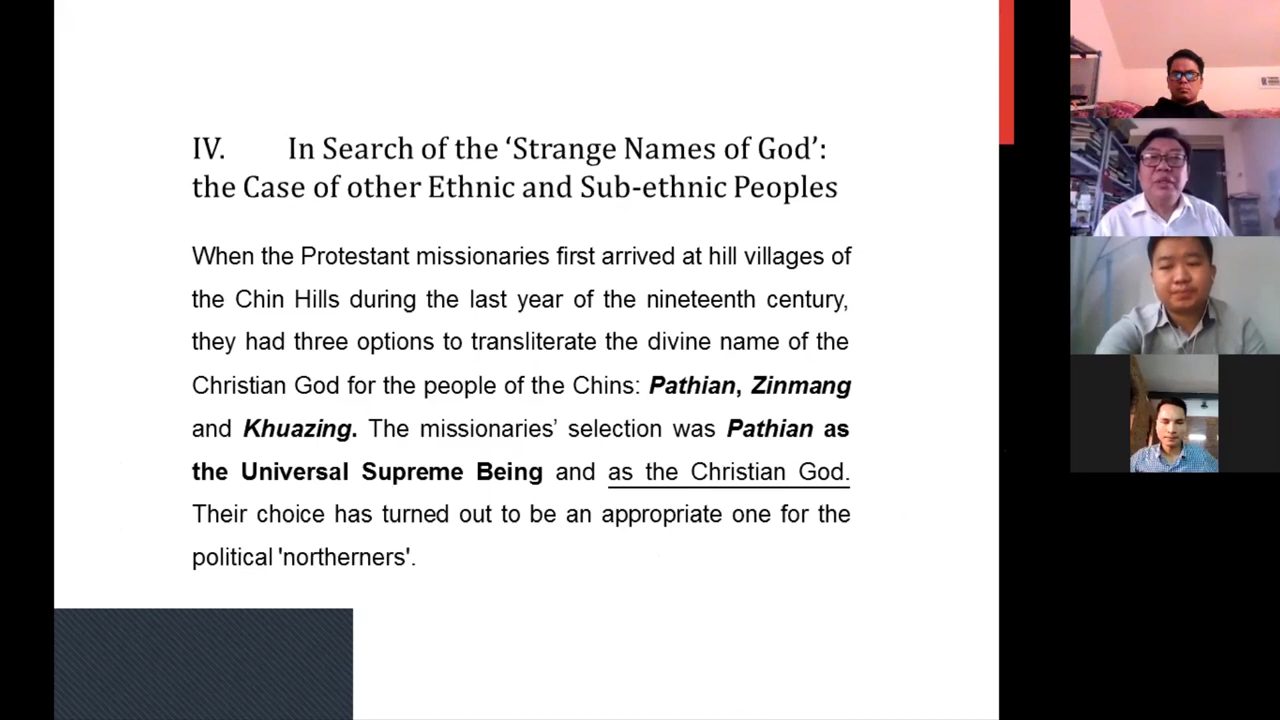 IV. In Search of the ‘Strange Names of God’:
the Case of other Ethnic and Sub-ethnic Peoples
When the Protestant missionaries first arrived at hill villages of
the Chin Hills during the last year of the nineteenth century,
they had three options to transliterate the divine name of the
Christian God for the people of the Chins: Pathian, Zinmang
and Khuazing. The missionaries’ selection was Pathian as
the Universal Supreme Being and as the Christian God.
Their choice has turned out to be an appropriate one for the
political 'northerners'.